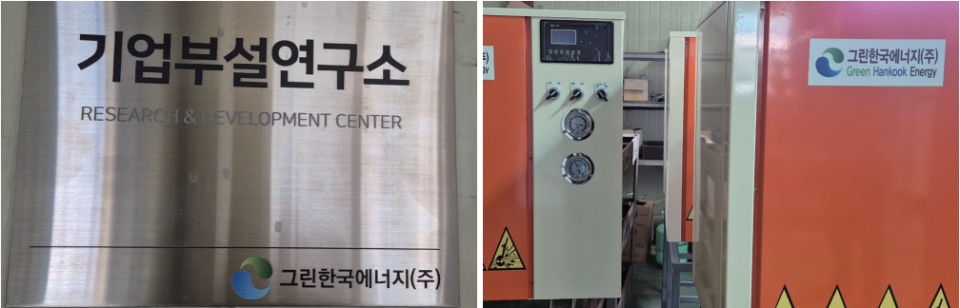 기업부설연구소
RESEARCH & DEVELOPMENT CENTER
그린한국에너지(주)
그린한국에너지(주)
Green Hankook Energy